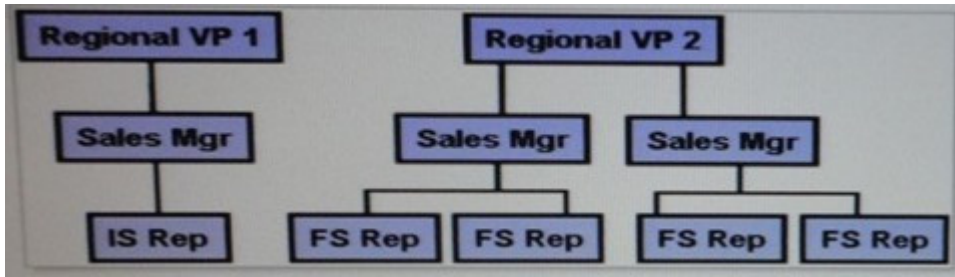 Regional VP 1
Regional VP 2
Sales Mgr
Sales Mgr
Sales Mgr
IS Rep
FS Rep
FS Rep
FS Rep
FS Rep